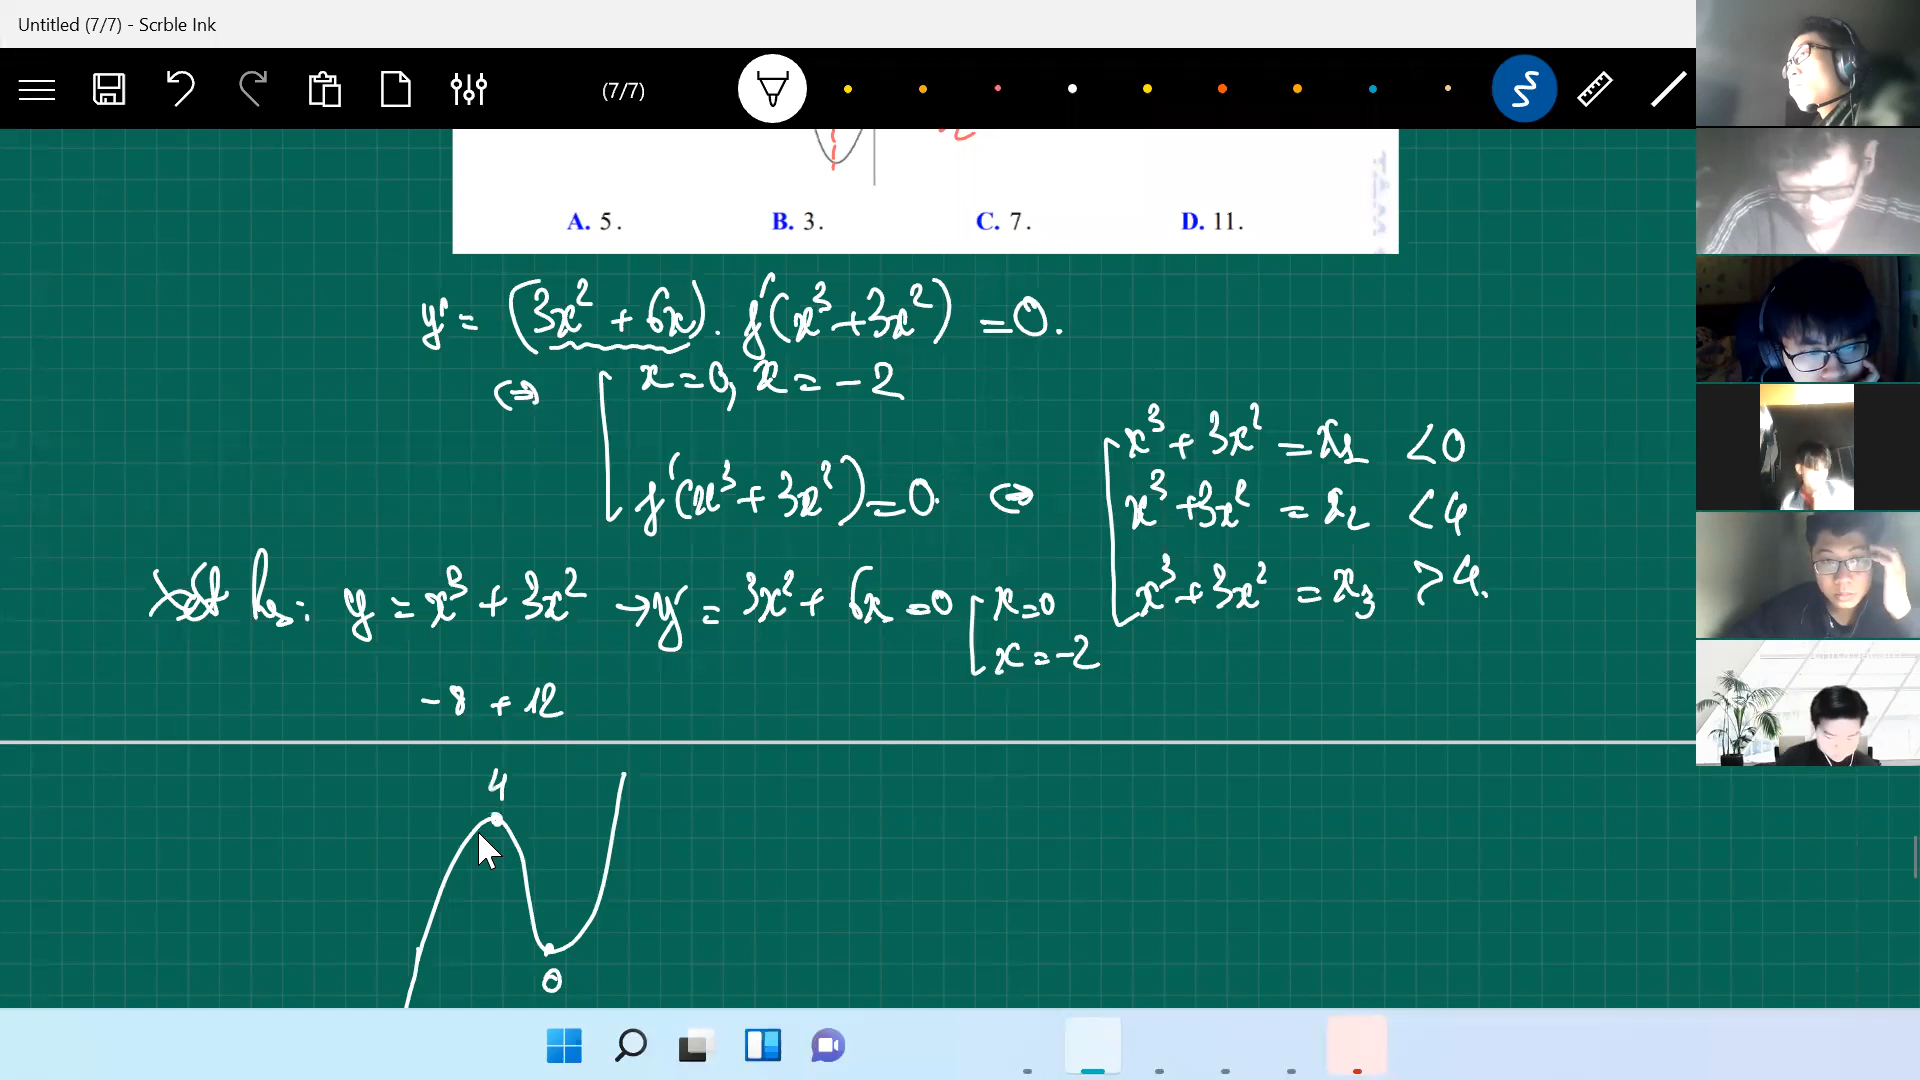 Untitled (7/7) - Scrble Ink
(7/7)
A. 5. B. 3. C. 7. D. 11.
y' = (3x² + 6x). f'(x³+3x²) = 0.
⇔ x = 0, x = -2
f'(x³ + 3x²) = 0. ⇔
x³ + 3x² = x₁ < 0
x³ + 3x² = x₂ < 4
x³ + 3x² = x₃ > 4.
Xét hs: y = x³ + 3x² → y' = 3x² + 6x = 0
x = 0
x = -2
-8 + 12
4
0